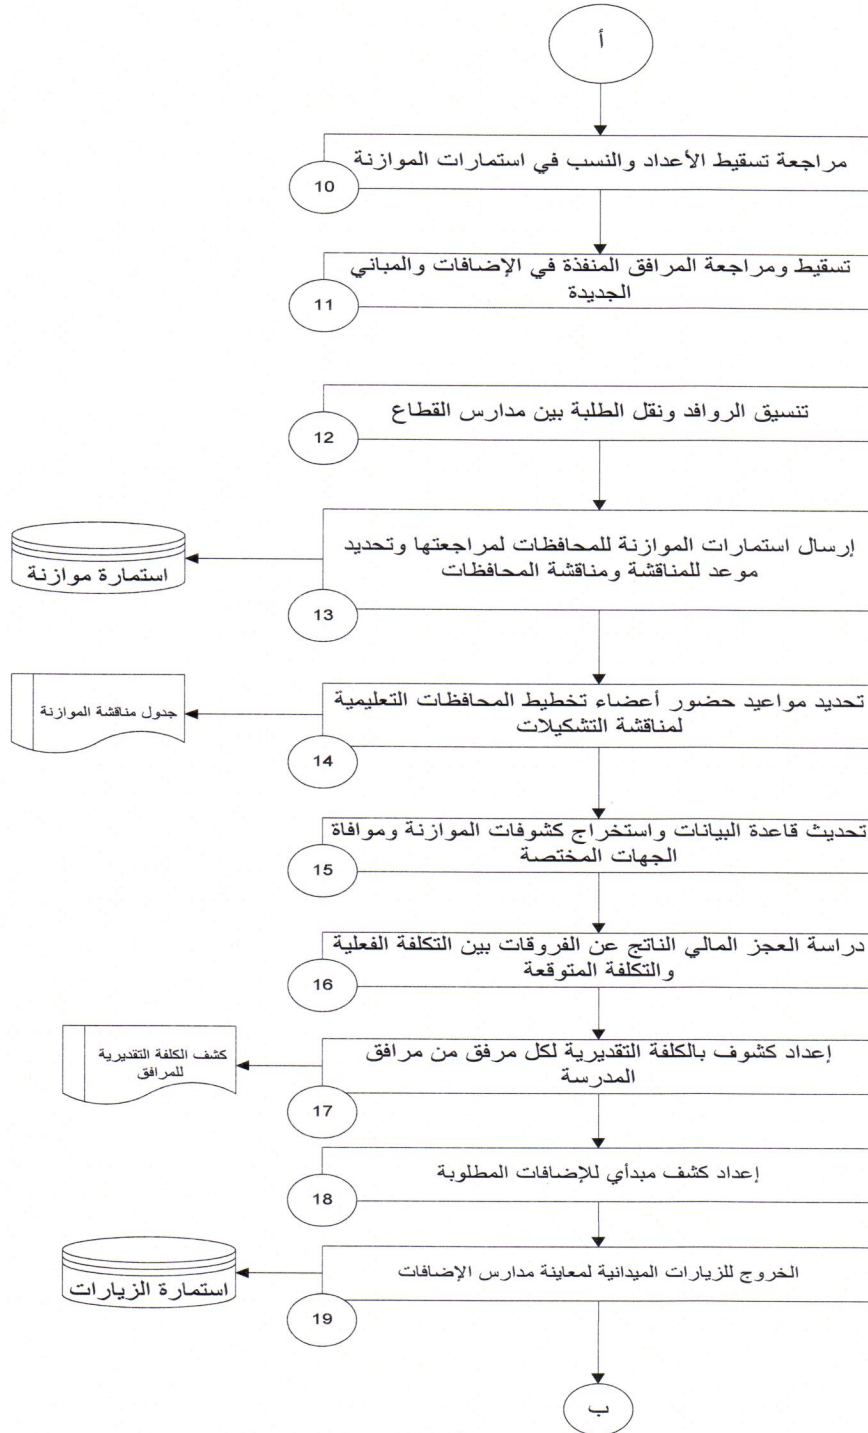 أ
مراجعة تسقيط الأعداد والنسب في استمارات الموازنة
10
تسقيط ومراجعة المرافق المنفذة في الإضافات والمباني
الجديدة
11
تنسيق الروافد ونقل الطلبة بين مدارس القطاع
12
إرسال استمارات الموازنة للمحافظات لمراجعتها وتحديد
موعد للمناقشة ومناقشة المحافظات
13
استمارة موازنة
تحديد مواعيد حضور أعضاء تخطيط المحافظات التعليمية
لمناقشة التشكيلات
14
جدول مناقشة الموازنة
تحديث قاعدة البيانات واستخراج كشوفات الموازنة وموافاة
الجهات المختصة
15
دراسة العجز المالي الناتج عن الفروقات بين التكلفة الفعلية
والتكلفة المتوقعة
16
إعداد كشوف بالكلفة التقديرية لكل مرفق من مرافق
المدرسة
17
كشف الكلفة التقديرية
للمرافق
إعداد كشف مبدأي للإضافات المطلوبة
18
الخروج للزيارات الميدانية لمعاينة مدارس الإضافات
19
استمارة الزيارات
ب